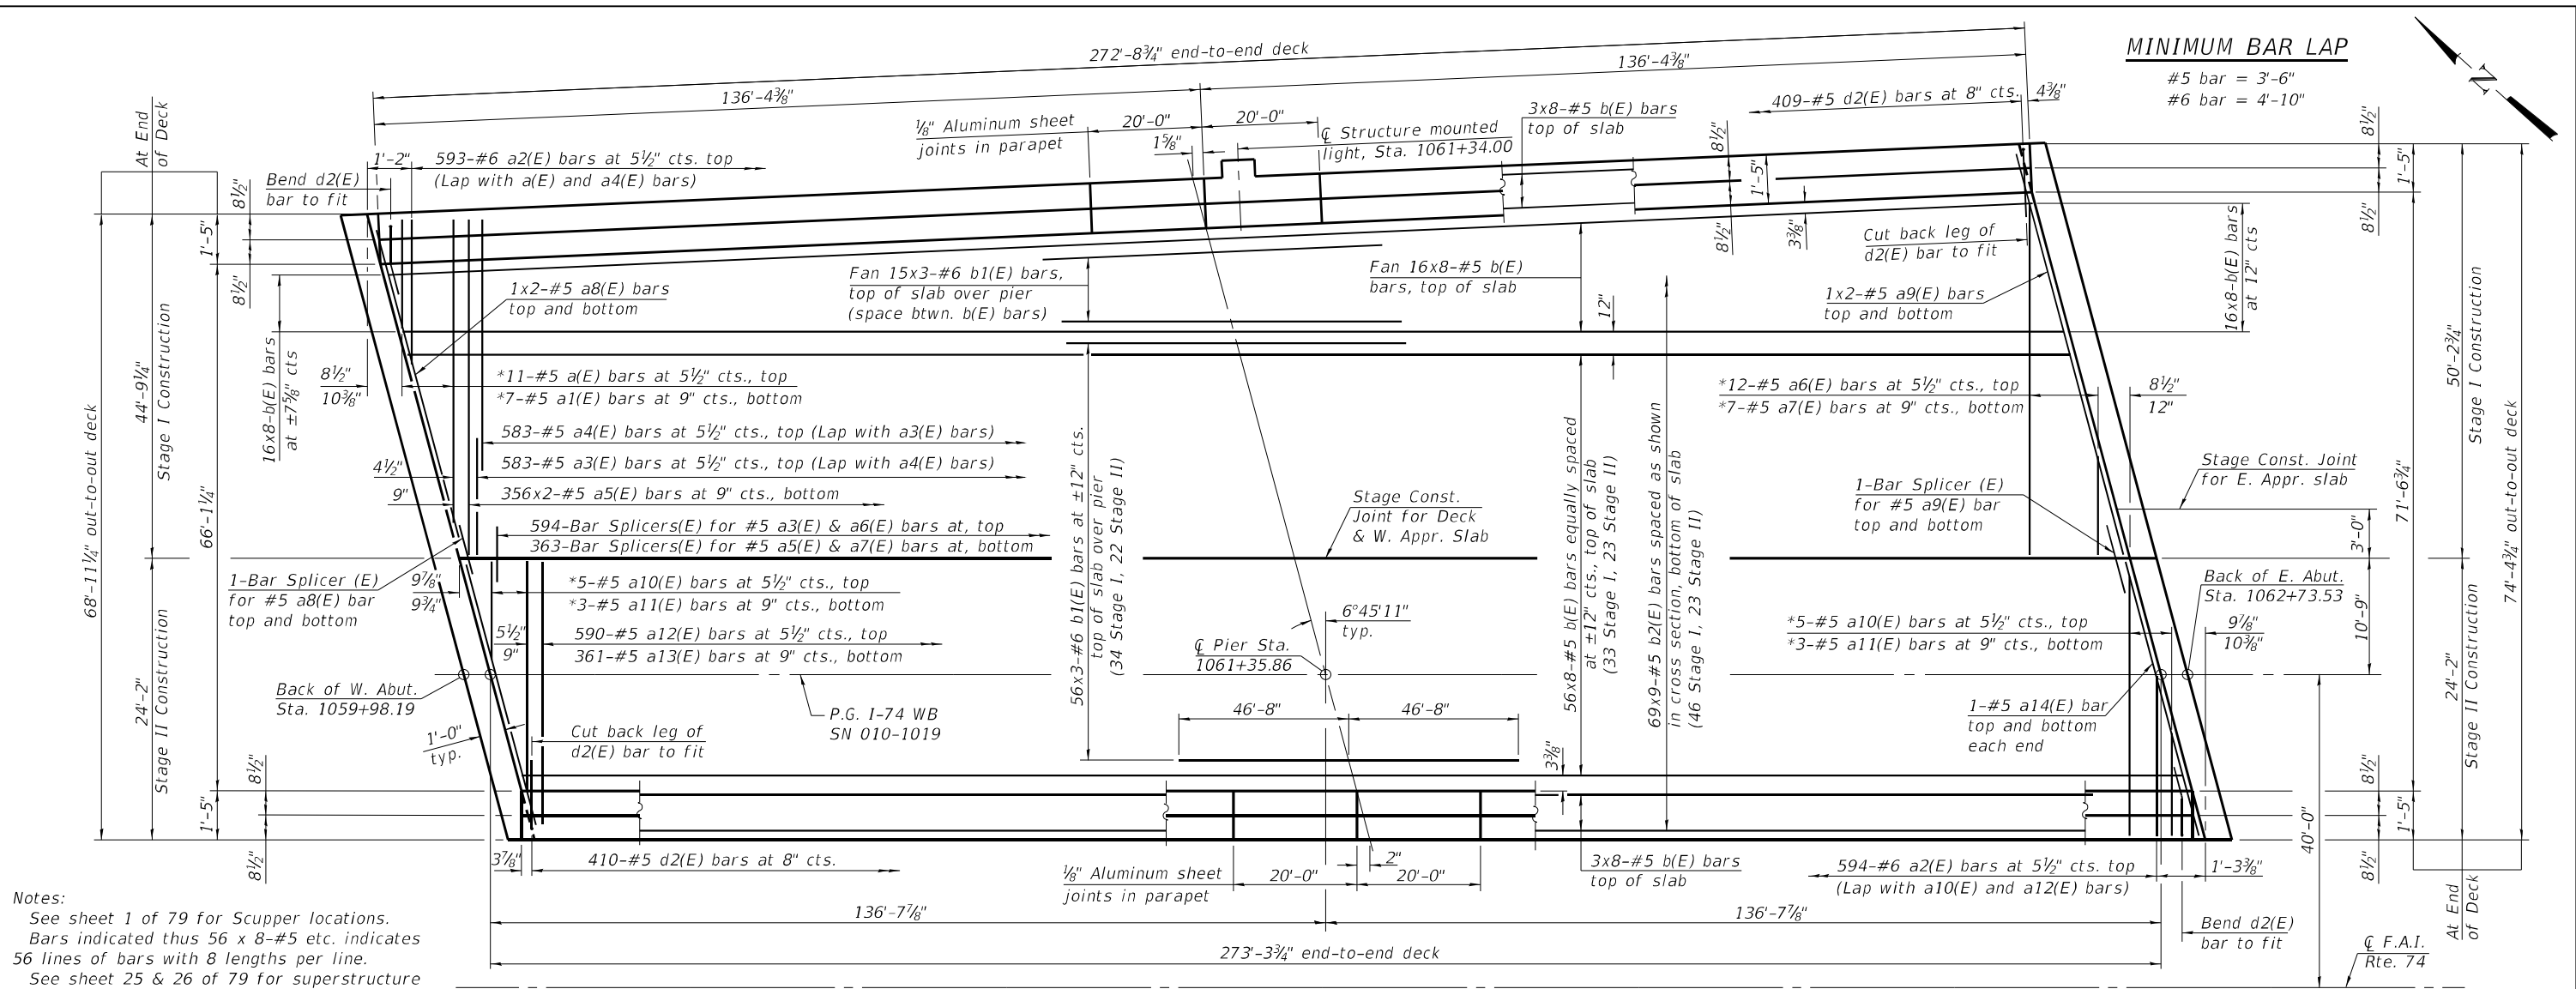 272'-8¾" end-to-end deck
136'-4⅜"
136'-4⅜"
MINIMUM BAR LAP
#5 bar = 3'-6"
#6 bar = 4'-10"
N
At End
of Deck
1'-2"
593-#6 a2(E) bars at 5½" cts. top
(Lap with a(E) and a4(E) bars)
Bend d2(E)
bar to fit
⅛" Aluminum sheet
joints in parapet
20'-0"
20'-0"
1⅝"
℄ Structure mounted
light, Sta. 1061+34.00
3x8-#5 b(E) bars
top of slab
409-#5 d2(E) bars at 8" cts.
4⅜"
8½"
1'-5"
8½"
8½"
1'-5"
8½"
3⅜"
8½"
1'-5"
8½"
Cut back leg of
d2(E) bar to fit
1x2-#5 a8(E) bars
top and bottom
Fan 15x3-#6 b1(E) bars,
top of slab over pier
(space btwn. b(E) bars)
Fan 16x8-#5 b(E)
bars, top of slab
12"
1x2-#5 a9(E) bars
top and bottom
16x8-b(E) bars
at 12" cts
16x8-b(E) bars
at ±7⅝" cts
8½"
10⅜"
*11-#5 a(E) bars at 5½" cts., top
*7-#5 a1(E) bars at 9" cts., bottom
*12-#5 a6(E) bars at 5½" cts., top
*7-#5 a7(E) bars at 9" cts., bottom
8½"
12"
68'-11¼" out-to-out deck
44'-9¼"
Stage I Construction
66'-1¼"
583-#5 a4(E) bars at 5½" cts., top (Lap with a3(E) bars)
4½"
583-#5 a3(E) bars at 5½" cts., top (Lap with a4(E) bars)
9"
356x2-#5 a5(E) bars at 9" cts., bottom
594-Bar Splicers(E) for #5 a3(E) & a6(E) bars at, top
363-Bar Splicers(E) for #5 a5(E) & a7(E) bars at, bottom
56x3-#6 b1(E) bars at ±12" cts.
top of slab over pier
(34 Stage I, 22 Stage II)
Stage Const.
Joint for Deck
& W. Appr. Slab
56x8-#5 b(E) bars equally spaced
at ±12" cts., top of slab
(33 Stage I, 23 Stage II)
69x9-#5 b2(E) bars spaced as shown
in cross section, bottom of slab
(46 Stage I, 23 Stage II)
1-Bar Splicer (E)
for #5 a9(E) bar
top and bottom
Stage Const. Joint
for E. Appr. slab
3'-0"
10'-9"
71'-6¾"
50'-2¾"
Stage I Construction
74'-4¾" out-to-out deck
1-Bar Splicer (E)
for #5 a8(E) bar
top and bottom
9⅞"
9¾"
*5-#5 a10(E) bars at 5½" cts., top
*3-#5 a11(E) bars at 9" cts., bottom
5½"
9"
590-#5 a12(E) bars at 5½" cts., top
361-#5 a13(E) bars at 9" cts., bottom
6°45'11"
typ.
℄ Pier Sta.
1061+35.86
*5-#5 a10(E) bars at 5½" cts., top
*3-#5 a11(E) bars at 9" cts., bottom
9⅞"
10⅜"
Back of E. Abut.
Sta. 1062+73.53
24'-2"
Stage II Construction
Back of W. Abut.
Sta. 1059+98.19
P.G. I-74 WB
SN 010-1019
1'-0"
typ.
Cut back leg of
d2(E) bar to fit
46'-8"
46'-8"
3⅜"
1-#5 a14(E) bar
top and bottom
each end
24'-2"
Stage II Construction
8½"
1'-5"
8½"
3⅞"
410-#5 d2(E) bars at 8" cts.
⅛" Aluminum sheet
joints in parapet
2"
20'-0"
20'-0"
3x8-#5 b(E) bars
top of slab
594-#6 a2(E) bars at 5½" cts. top
(Lap with a10(E) and a12(E) bars)
1'-3⅜"
8½"
1'-5"
8½"
40'-0"
At End
of Deck
136'-7⅞"
136'-7⅞"
Bend d2(E)
bar to fit
273'-3¾" end-to-end deck
℄ F.A.I.
Rte. 74
Notes:
See sheet 1 of 79 for Scupper locations.
Bars indicated thus 56 x 8-#5 etc. indicates
56 lines of bars with 8 lengths per line.
See sheet 25 & 26 of 79 for superstructure